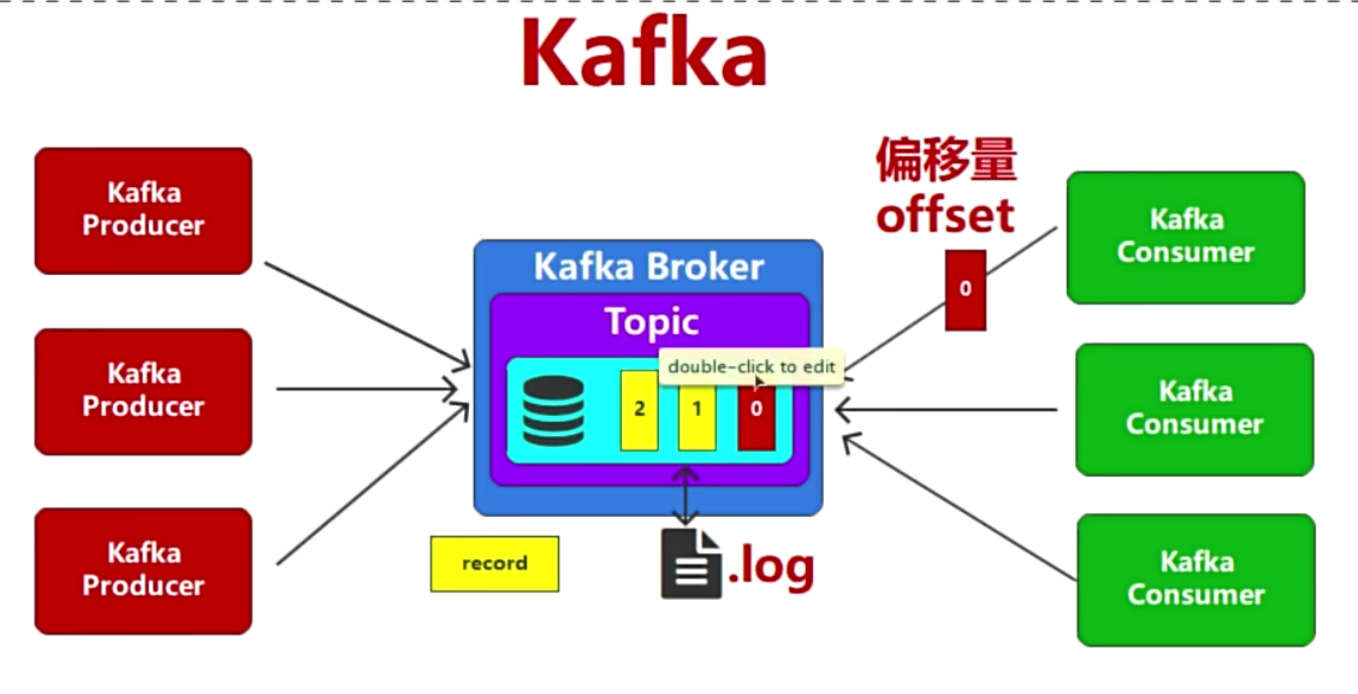 Kafka
Kafka
Producer
Kafka
Producer
Kafka
Producer
Kafka Broker
Topic
double-click to edit
2
1
0
record
.log
偏移量
offset
0
Kafka
Consumer
Kafka
Consumer
Kafka
Consumer